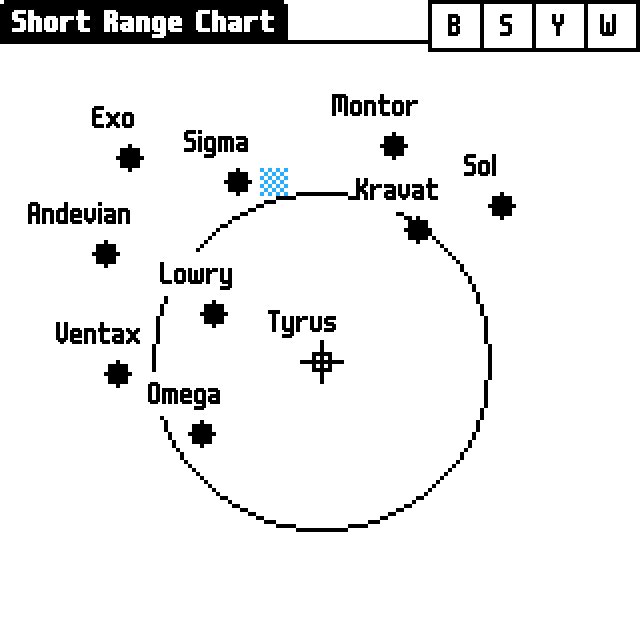 Short Range Chart
B S Y W
Montor
Exo
Sigma
Sol
Kravat
Andevian
Lowry
Tyrus
Ventax
Omega